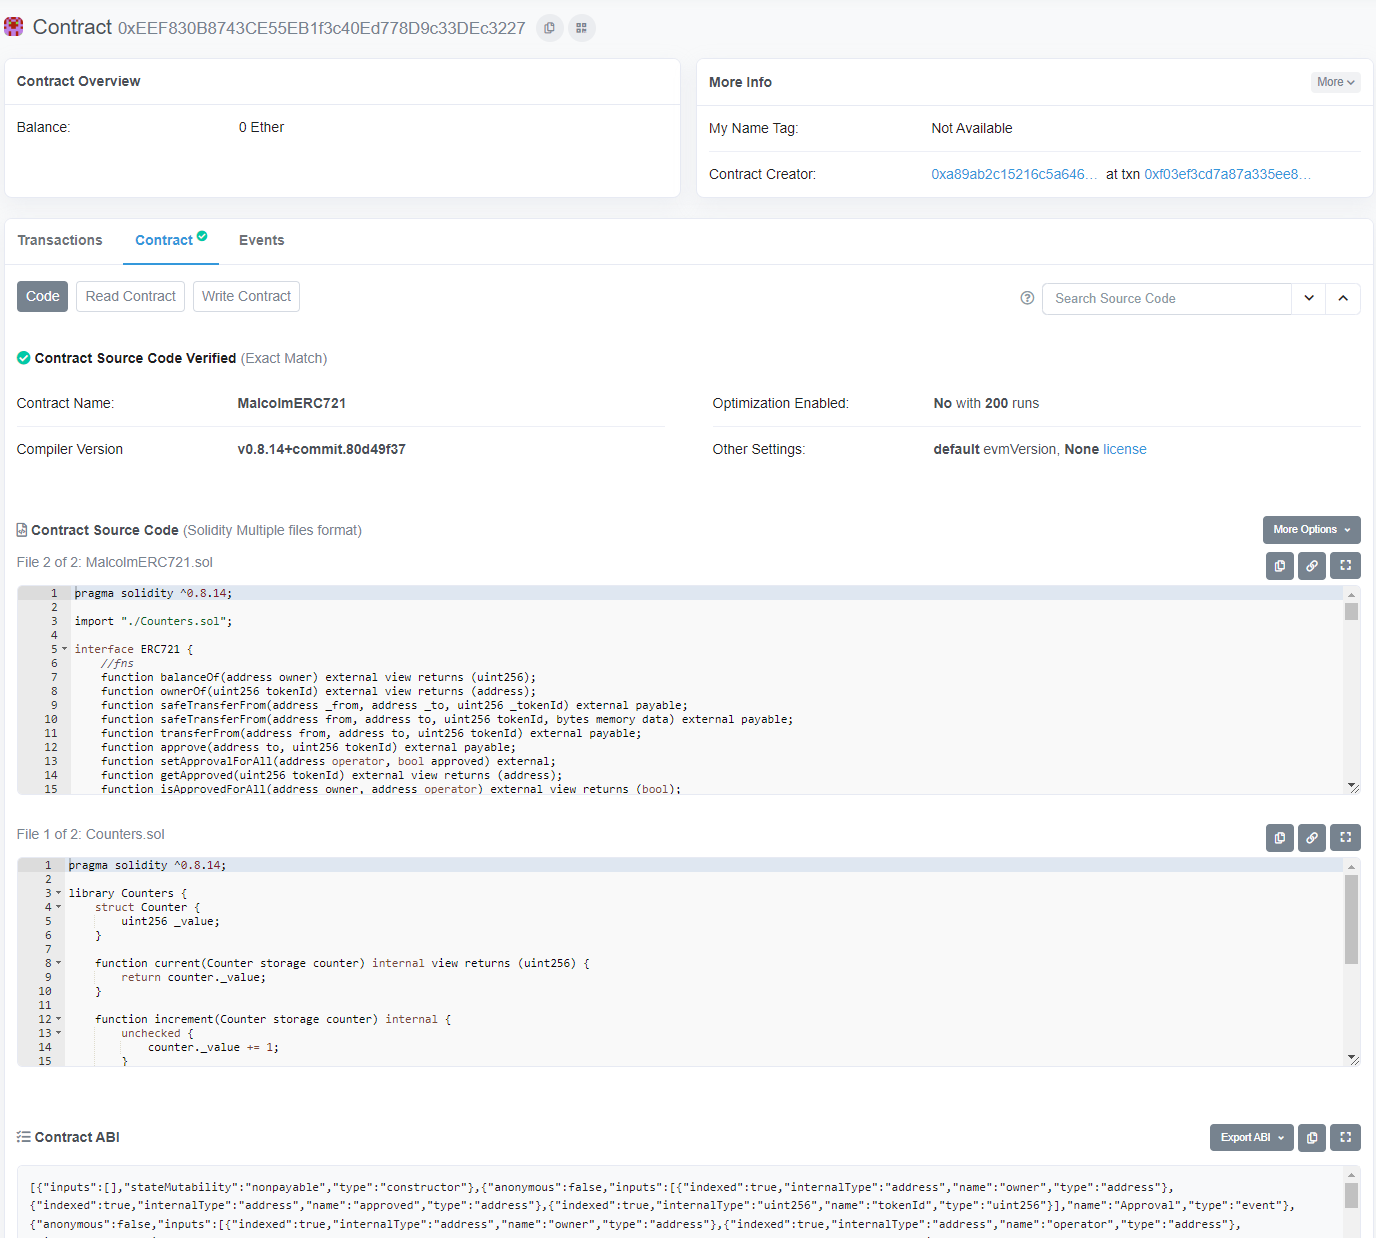 Contract 0xEEF830B8743CE55EB1f3c40Ed778D9c33DEc3227
Contract Overview
Balance: 0 Ether
More Info
More
My Name Tag: Not Available
Contract Creator: 0xa89ab2c15216c5a646... at txn 0xf03ef3cd7a87a335ee8...
Transactions Contract Events
Code Read Contract Write Contract
Search Source Code
Contract Source Code Verified (Exact Match)
Contract Name: MalcolmERC721
Optimization Enabled: No with 200 runs
Compiler Version v0.8.14+commit.80d49f37
Other Settings: default evmVersion, None license
Contract Source Code (Solidity Multiple files format)
More Options
File 2 of 2: MalcolmERC721.sol
1 pragma solidity ^0.8.14;
2
3 import "./Counters.sol";
4
5 interface ERC721 {
6 //fns
7 function balanceOf(address owner) external view returns (uint256);
8 function ownerOf(uint256 tokenId) external view returns (address);
9 function safeTransferFrom(address _from, address _to, uint256 _tokenId) external payable;
10 function safeTransferFrom(address from, address to, uint256 tokenId, bytes memory data) external payable;
11 function transferFrom(address from, address to, uint256 tokenId) external payable;
12 function approve(address to, uint256 tokenId) external payable;
13 function setApprovalForAll(address operator, bool approved) external;
14 function getApproved(uint256 tokenId) external view returns (address);
15 function isApprovedForAll(address owner, address operator) external view returns (bool);
File 1 of 2: Counters.sol
1 pragma solidity ^0.8.14;
2
3 library Counters {
4 struct Counter {
5 uint256 _value;
6 }
7
8 function current(Counter storage counter) internal view returns (uint256) {
9 return counter._value;
10 }
11
12 function increment(Counter storage counter) internal {
13 unchecked {
14 counter._value += 1;
15 }
Contract ABI
Export ABI
[{"inputs":[],"stateMutability":"nonpayable","type":"constructor"},{"anonymous":false,"inputs":[{"indexed":true,"internalType":"address","name":"owner","type":"address"},
{"indexed":true,"internalType":"address","name":"approved","type":"address"},{"indexed":true,"internalType":"uint256","name":"tokenId","type":"uint256"}],"name":"Approval","type":"event"},
{"anonymous":false,"inputs":[{"indexed":true,"internalType":"address","name":"owner","type":"address"},{"indexed":true,"internalType":"address","name":"operator","type":"address"},